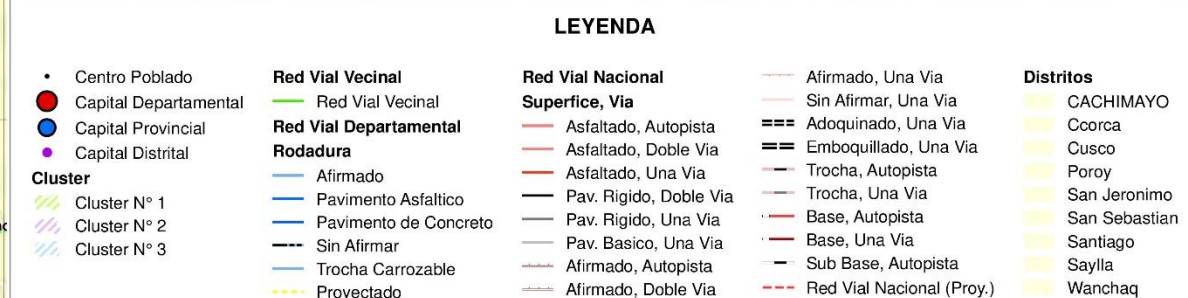 LEYENDA
Centro Poblado
Capital Departamental
Capital Provincial
Capital Distrital
Cluster
Cluster N° 1
Cluster N° 2
Cluster N° 3
Red Vial Vecinal
Red Vial Vecinal
Red Vial Departamental
Rodadura
Afirmado
Pavimento Asfaltico
Pavimento de Concreto
Sin Afirmar
Trocha Carrozable
Proyectado
Red Vial Nacional
Superfice, Via
Asfaltado, Autopista
Asfaltado, Doble Via
Asfaltado, Una Via
Pav. Rigido, Doble Via
Pav. Rigido, Una Via
Pav. Basico, Una Via
Afirmado, Autopista
Afirmado, Doble Via
Afirmado, Una Via
Sin Afirmar, Una Via
Adoquinado, Una Via
Emboquillado, Una Via
Trocha, Autopista
Trocha, Una Via
Base, Autopista
Base, Una Via
Sub Base, Autopista
Red Vial Nacional (Proy.)
Distritos
CACHIMAYO
Ccorca
Cusco
Poroy
San Jeronimo
San Sebastian
Santiago
Saylla
Wanchaq